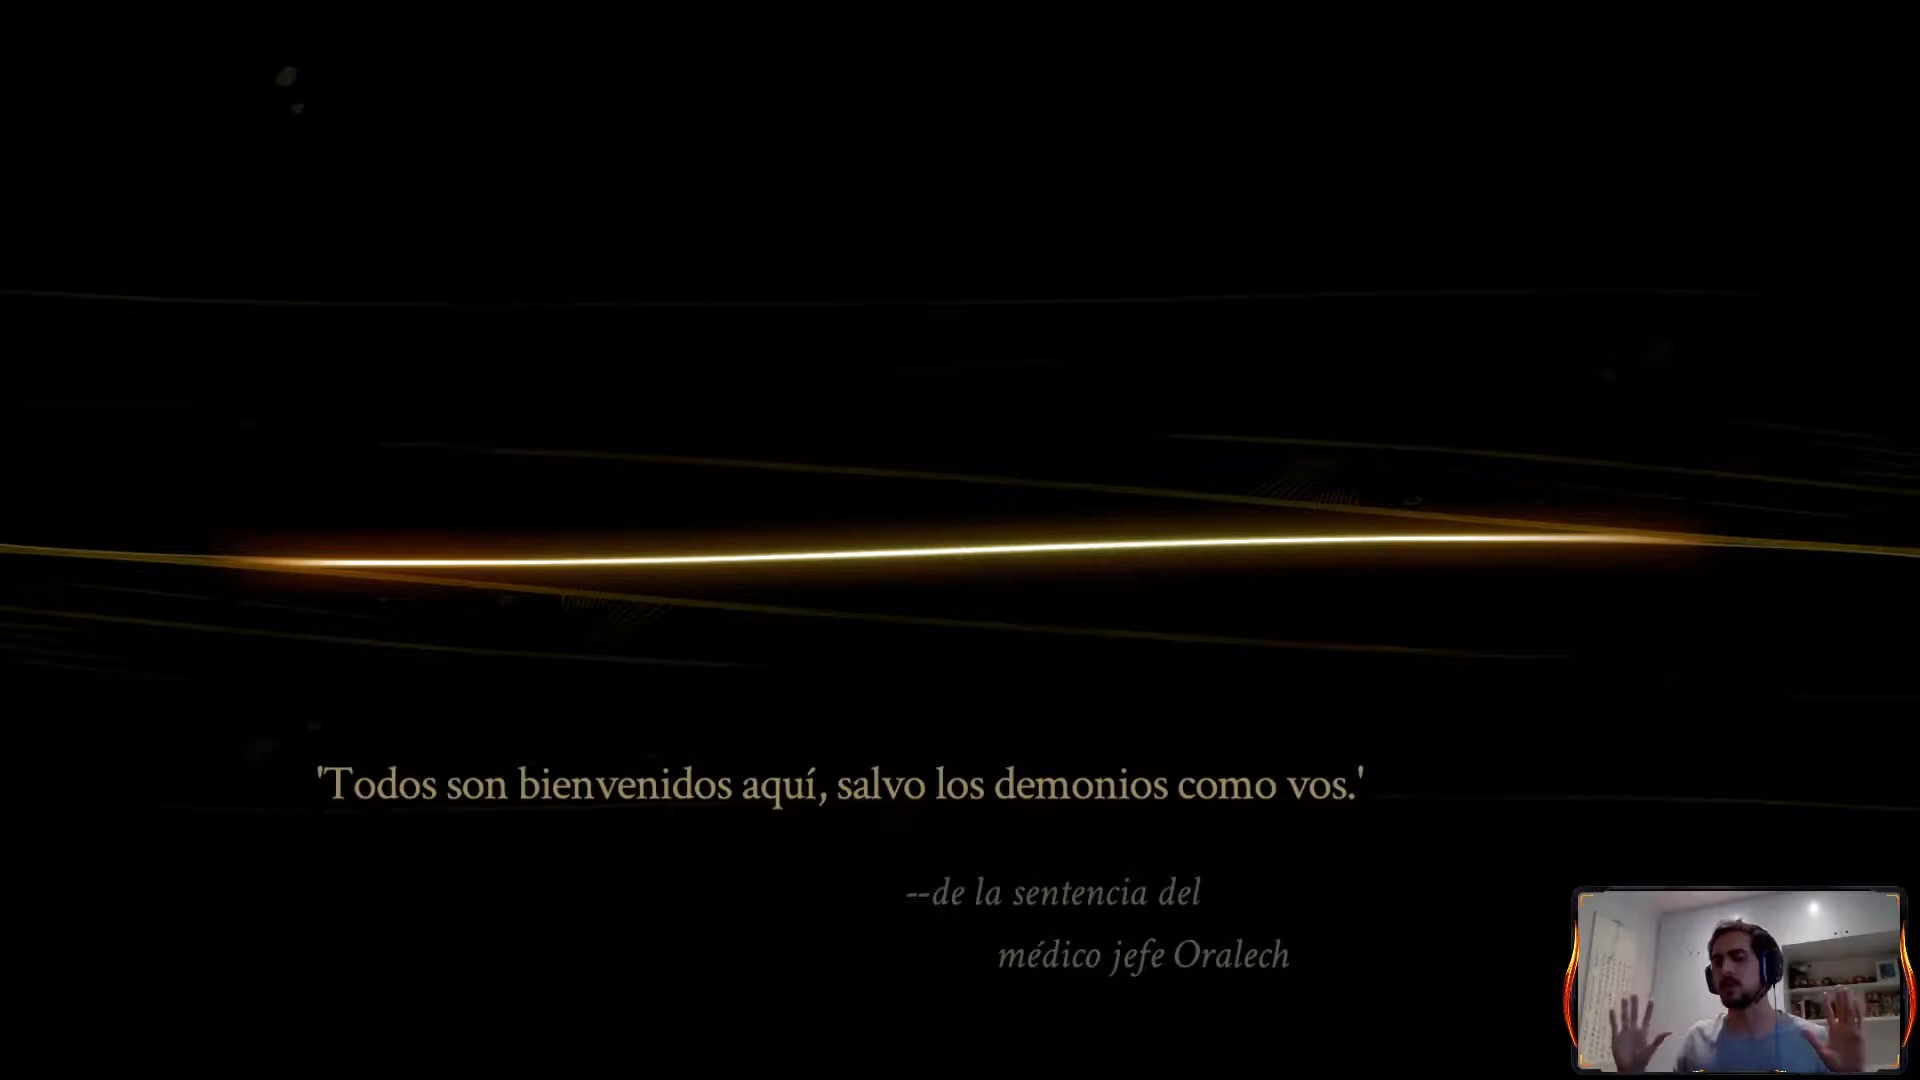 'Todos son bienvenidos aquí, salvo los demonios como vos.'
--de la sentencia del
médico jefe Oralech